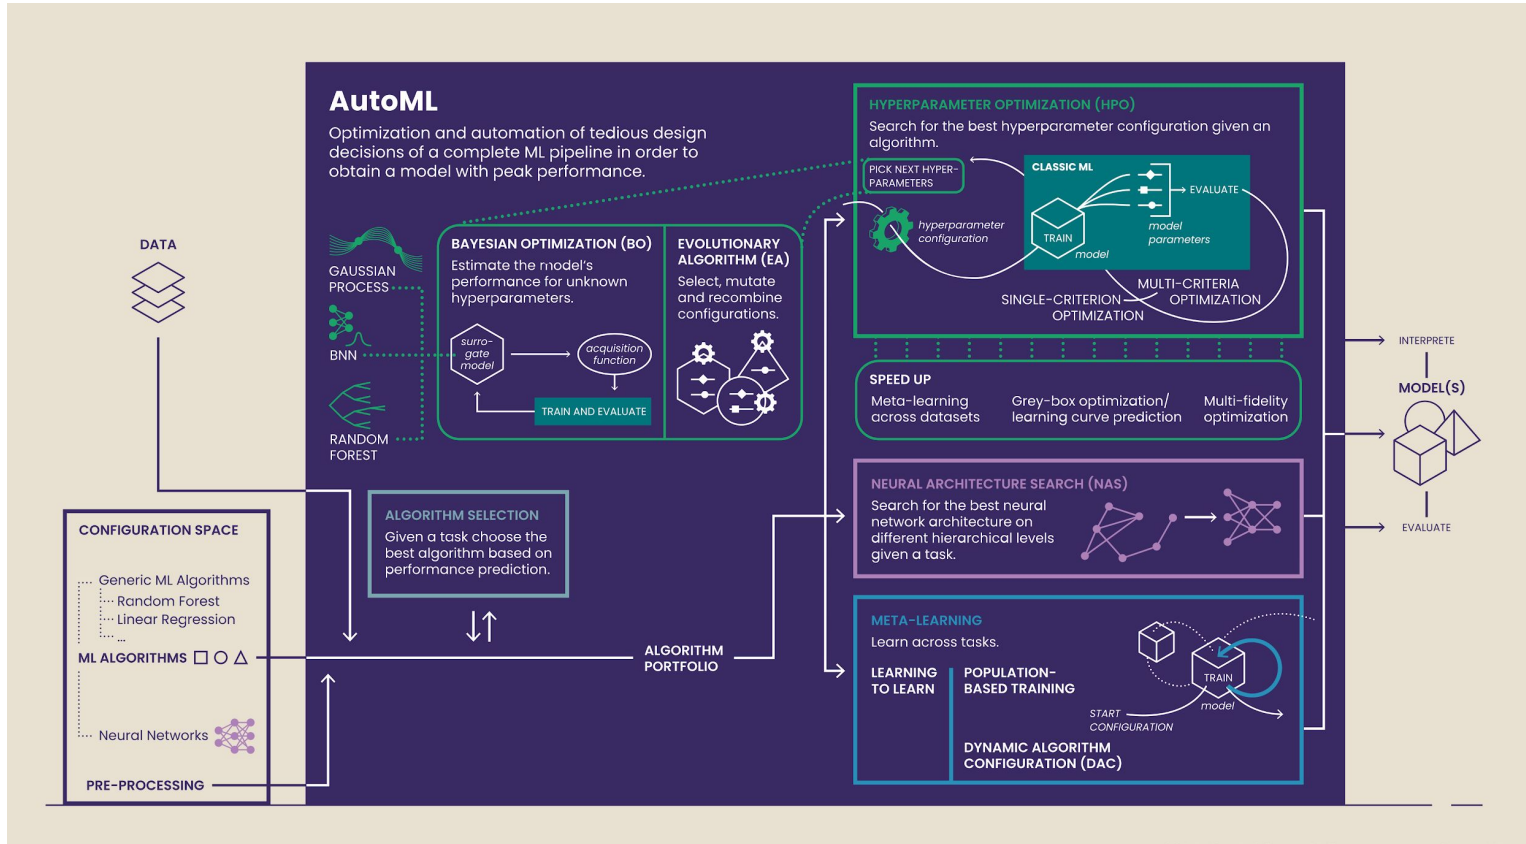 AutoML
Optimization and automation of tedious design
decisions of a complete ML pipeline in order to
obtain a model with peak performance.
DATA
GAUSSIAN
PROCESS
BNN
RANDOM
FOREST
BAYESIAN OPTIMIZATION (BO)
Estimate the model's
performance for unknown
hyperparameters.
surro-
gate
model
acquisition
function
TRAIN AND EVALUATE
EVOLUTIONARY
ALGORITHM (EA)
Select, mutate
and recombine
configurations.
HYPERPARAMETER OPTIMIZATION (HPO)
Search for the best hyperparameter configuration given an
algorithm.
PICK NEXT HYPER-
PARAMETERS
hyperparameter
configuration
CLASSIC ML
TRAIN
model
EVALUATE
model
parameters
MULTI-CRITERIA
OPTIMIZATION
SINGLE-CRITERION
OPTIMIZATION
SPEED UP
Meta-learning
across datasets
Grey-box optimization/
learning curve prediction
Multi-fidelity
optimization
INTERPRETE
MODEL(S)
EVALUATE
CONFIGURATION SPACE
Generic ML Algorithms
Random Forest
Linear Regression
...
ML ALGORITHMS
Neural Networks
PRE-PROCESSING
ALGORITHM SELECTION
Given a task choose the
best algorithm based on
performance prediction.
ALGORITHM
PORTFOLIO
NEURAL ARCHITECTURE SEARCH (NAS)
Search for the best neural
network architecture on
different hierarchical levels
given a task.
META-LEARNING
Learn across tasks.
LEARNING
TO LEARN
POPULATION-
BASED TRAINING
START
CONFIGURATION
TRAIN
model
DYNAMIC ALGORITHM
CONFIGURATION (DAC)